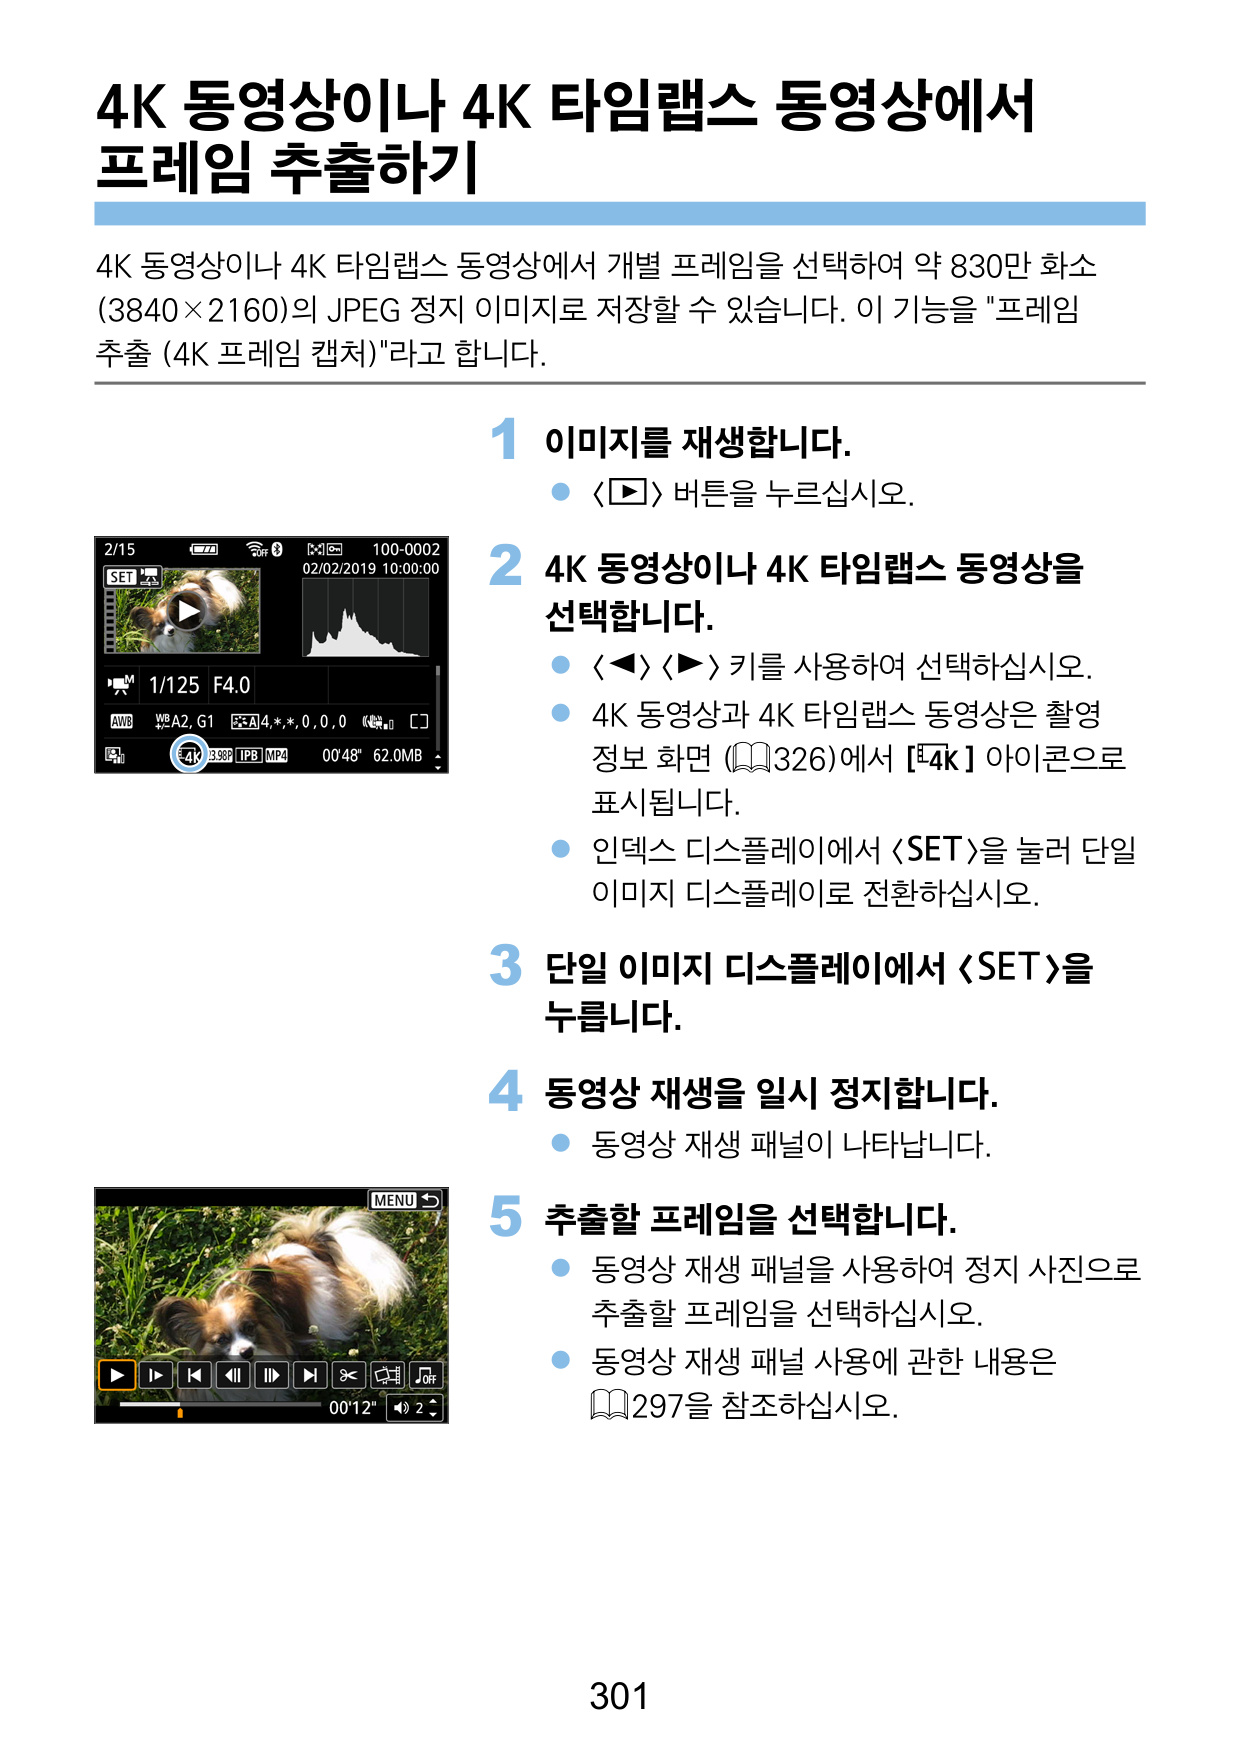 4K 동영상이나 4K 타임랩스 동영상에서
프레임 추출하기
4K 동영상이나 4K 타임랩스 동영상에서 개별 프레임을 선택하여 약 830만 화소
(3840×2160)의 JPEG 정지 이미지로 저장할 수 있습니다. 이 기능을 "프레임
추출 (4K 프레임 캡처)"라고 합니다.
1 이미지를 재생합니다.
● 〈▶〉 버튼을 누르십시오.
2/15 OFF 100-0002
02/02/2019 10:00:00
SET
M 1/125 F4.0
AWB WB+/- A2, G1 A 4,*,*,0,0,0
4K 23.98P IPB MP4 00'48" 62.0MB
2 4K 동영상이나 4K 타임랩스 동영상을
선택합니다.
● 〈◀〉〈▶〉 키를 사용하여 선택하십시오.
● 4K 동영상과 4K 타임랩스 동영상은 촬영
정보 화면 (326)에서 [4K] 아이콘으로
표시됩니다.
● 인덱스 디스플레이에서 〈SET〉을 눌러 단일
이미지 디스플레이로 전환하십시오.
3 단일 이미지 디스플레이에서 〈SET〉을
누릅니다.
4 동영상 재생을 일시 정지합니다.
● 동영상 재생 패널이 나타납니다.
MENU
OFF
00'12" 2
5 추출할 프레임을 선택합니다.
● 동영상 재생 패널을 사용하여 정지 사진으로
추출할 프레임을 선택하십시오.
● 동영상 재생 패널 사용에 관한 내용은
297을 참조하십시오.
301